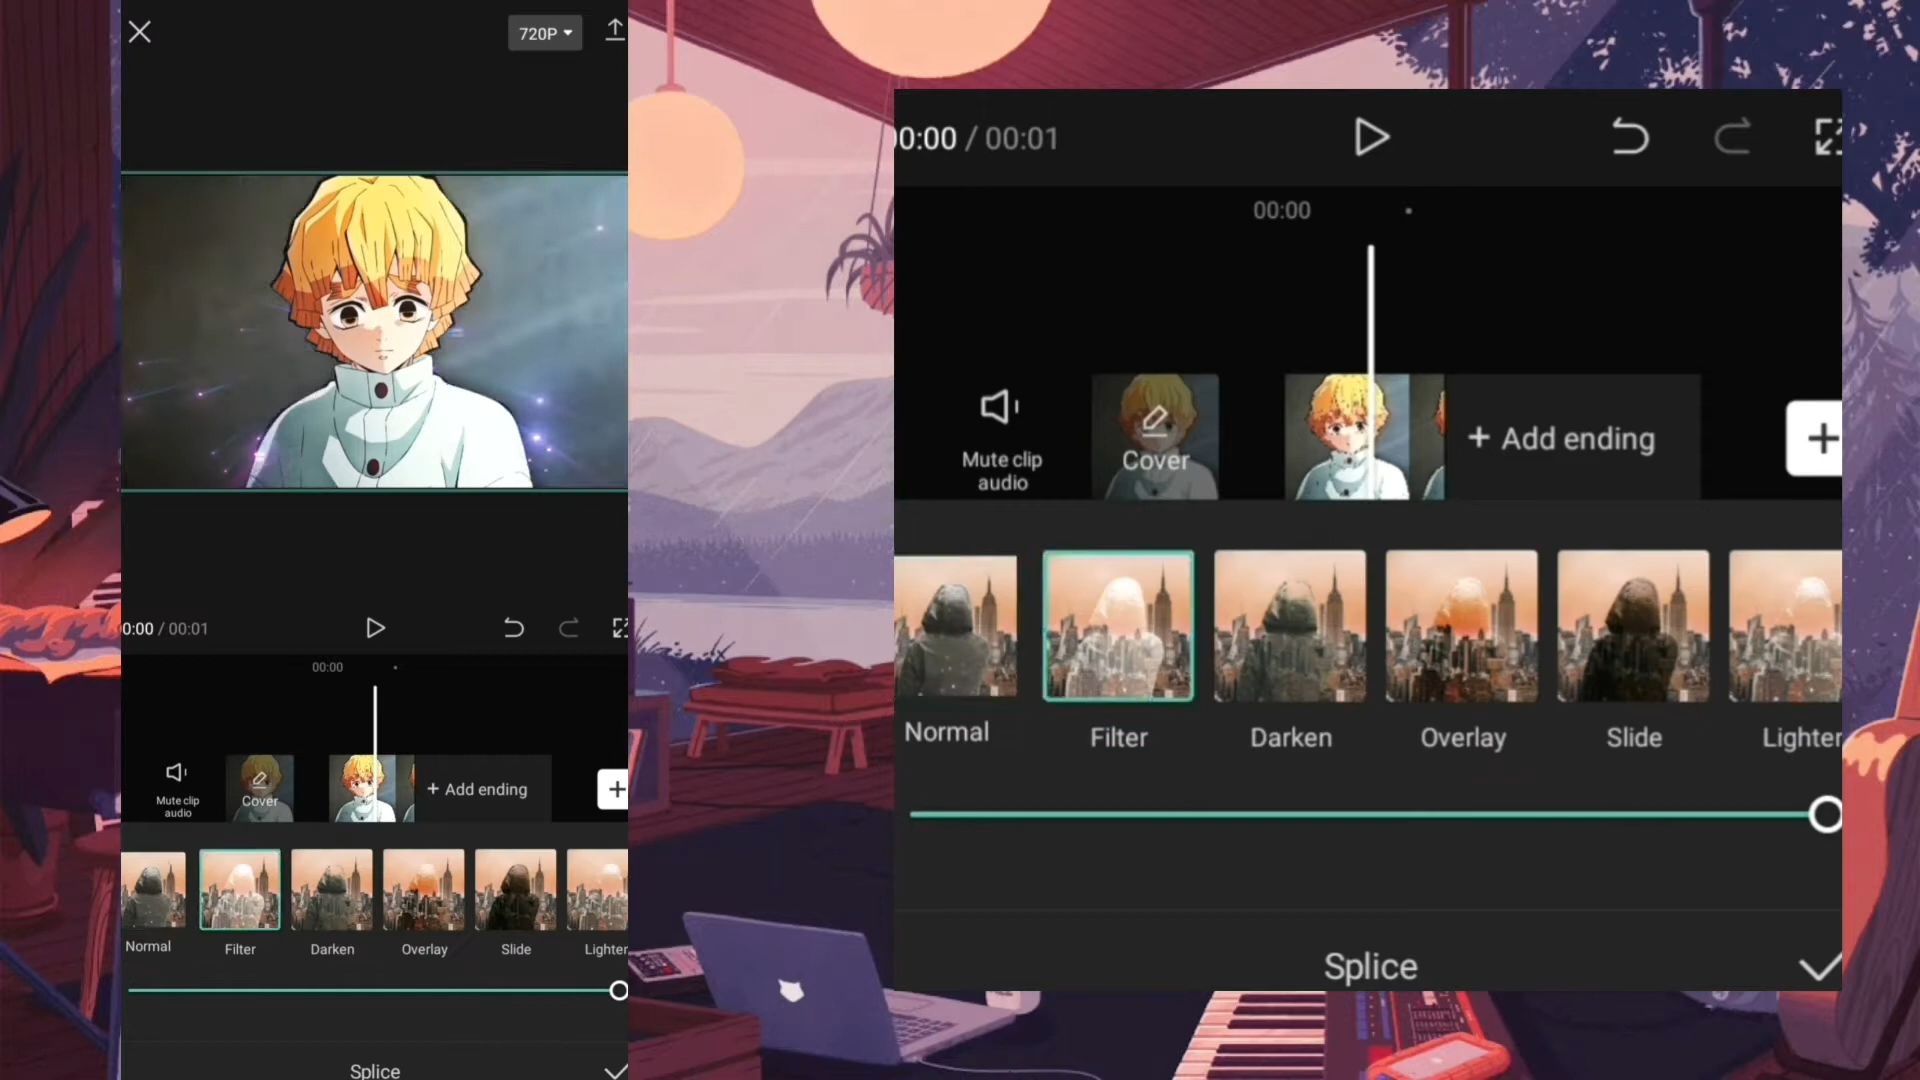 720P
0:00 / 00:01
00:00
Mute clip
audio
Cover
+ Add ending
Normal
Filter
Darken
Overlay
Slide
Lighter
Splice
00:00 / 00:01
00:00
Mute clip
audio
Cover
+ Add ending
Normal
Filter
Darken
Overlay
Slide
Lighter
Splice